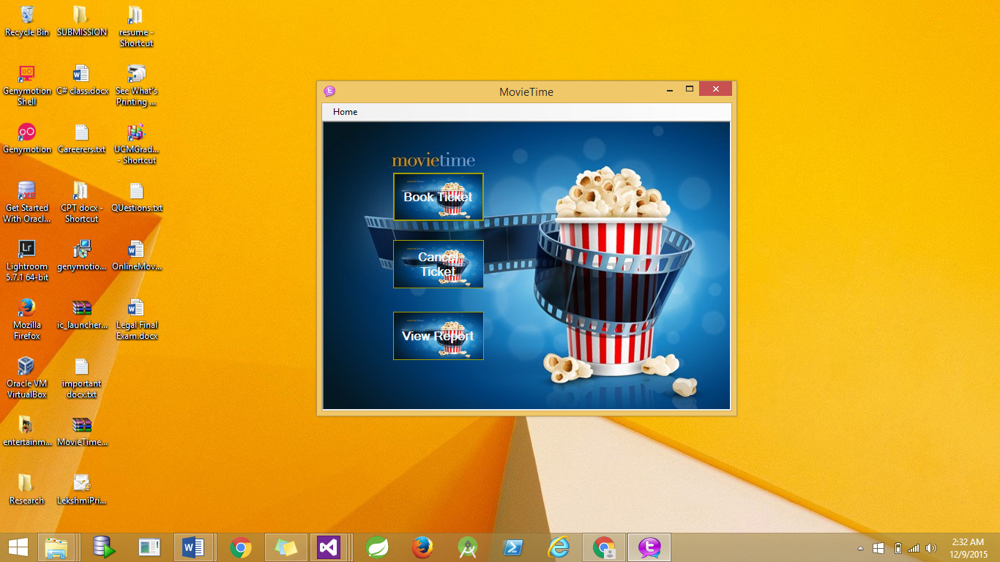 Recycle Bin
SUBMISSION
resume -
Shortcut
Genymotion
Shell
C# class.docx
See What's
Printing ...
Genymotion
Careerers.txt
UCMGrad...
- Shortcut
Get Started
With Oracl...
CPT docx -
Shortcut
QUestions.txt
Lr
Lightroom
5.7.1 64-bit
genymotio...
OnlineMov...
Mozilla
Firefox
ic_launcher...
Legal Final
Exam.docx
Oracle VM
VirtualBox
important
docx.txt
entertainm...
MovieTime...
Research
LekshmiPri...
MovieTime
Home
movietime
Book Ticket
Cancel
Ticket
View Report
2:32 AM
12/9/2015